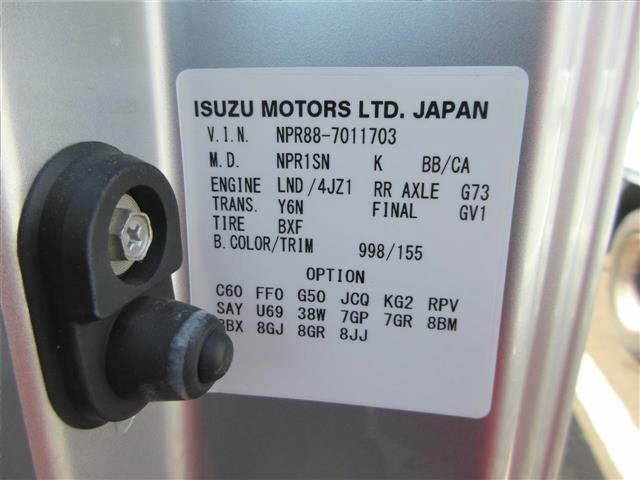 ISUZU MOTORS LTD. JAPAN
V.I.N. NPR88-7011703
M.D. NPR1SN K BB/CA
ENGINE LND/4JZ1 RR AXLE G73
TRANS. Y6N FINAL GV1
TIRE BXF
B.COLOR/TRIM 998/155
OPTION
C60 FF0 G50 JCQ KG2 RPV
SAY U69 38W 7GP 7GR 8BM
8GJ 8GR 8JJ